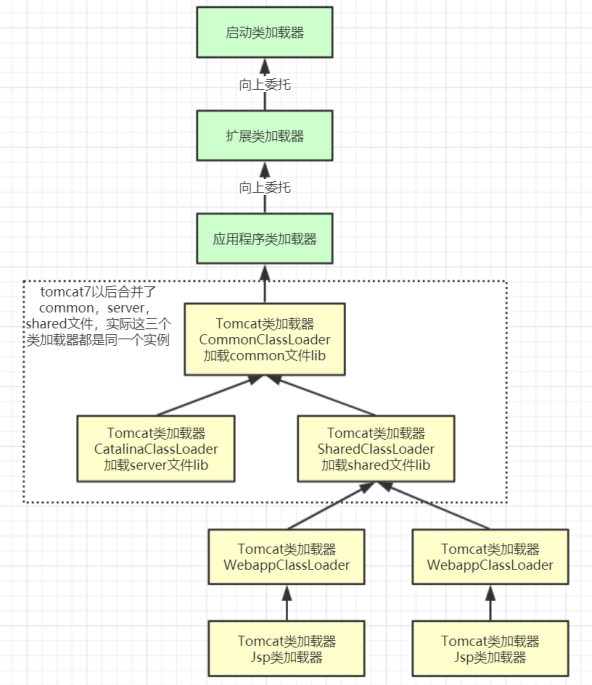 启动类加载器
向上委托
扩展类加载器
向上委托
应用程序类加载器
tomcat7以后合并了
common，server，
shared文件，实际这三个
类加载器都是同一个实例
Tomcat类加载器
CommonClassLoader
加载common文件lib
Tomcat类加载器
CatalinaClassLoader
加载server文件lib
Tomcat类加载器
SharedClassLoader
加载shared文件lib
Tomcat类加载器
WebappClassLoader
Tomcat类加载器
WebappClassLoader
Tomcat类加载器
Jsp类加载器
Tomcat类加载器
Jsp类加载器